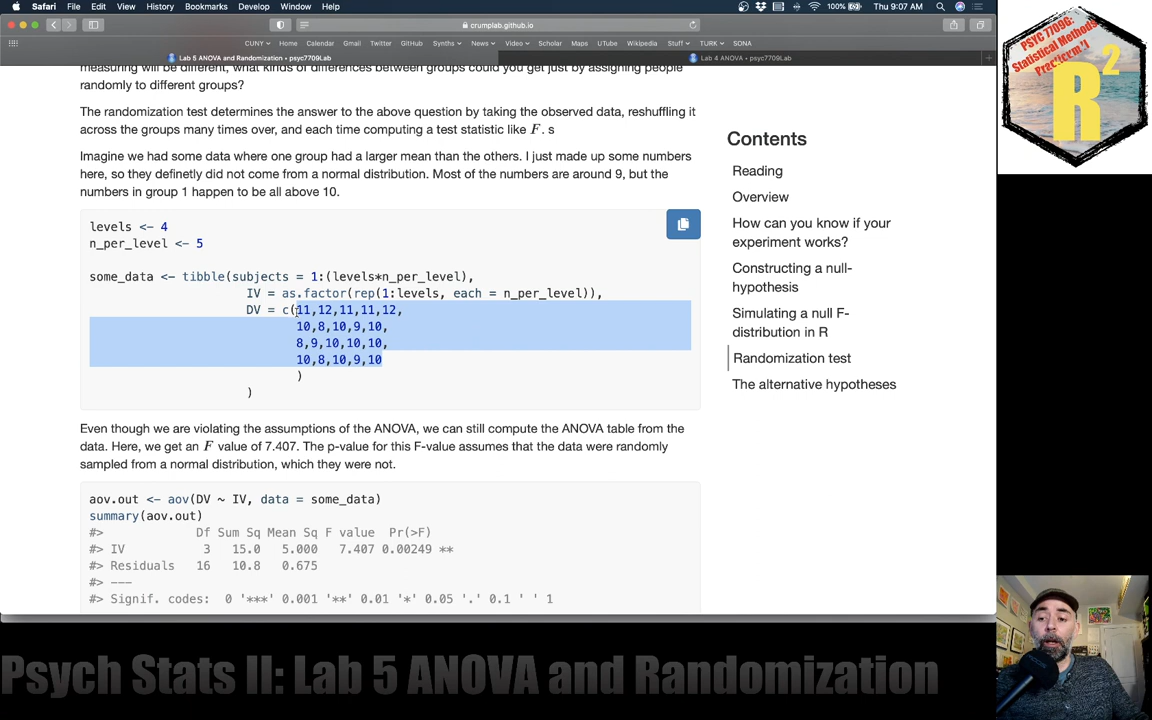 Safari File Edit View History Bookmarks Develop Window Help 100% Thu 9:07 AM
crumplab.github.io
CUNY Home Calendar Gmail Twitter GitHub Synths News Video Scholar Maps UTube Wikipedia Stuff TURK SONA
Lab 5 ANOVA and Randomization • psyc7709Lab Lab 4 ANOVA • psyc7709Lab
measuring will be different, what kinds of differences between groups could you get just by assigning people
randomly to different groups?
The randomization test determines the answer to the above question by taking the observed data, reshuffling it
across the groups many times over, and each time computing a test statistic like F. s
Imagine we had some data where one group had a larger mean than the others. I just made up some numbers
here, so they definetly did not come from a normal distribution. Most of the numbers are around 9, but the
numbers in group 1 happen to be all above 10.
levels <- 4
n_per_level <- 5
some_data <- tibble(subjects = 1:(levels*n_per_level),
IV = as.factor(rep(1:levels, each = n_per_level)),
DV = c(11,12,11,11,12,
10,8,10,9,10,
8,9,10,10,10,
10,8,10,9,10
)
)
Even though we are violating the assumptions of the ANOVA, we can still compute the ANOVA table from the
data. Here, we get an F value of 7.407. The p-value for this F-value assumes that the data were randomly
sampled from a normal distribution, which they were not.
aov.out <- aov(DV ~ IV, data = some_data)
summary(aov.out)
#> Df Sum Sq Mean Sq F value Pr(>F)
#> IV 3 15.0 5.000 7.407 0.00249 **
#> Residuals 16 10.8 0.675
#> ---
#> Signif. codes: 0 '***' 0.001 '**' 0.01 '*' 0.05 '.' 0.1 ' ' 1
Contents
Reading
Overview
How can you know if your
experiment works?
Constructing a null-
hypothesis
Simulating a null F-
distribution in R
Randomization test
The alternative hypotheses
PSYC 7709G:
Statistical Methods
Practicum 1
R2
Psych Stats II: Lab 5 ANOVA and Randomization